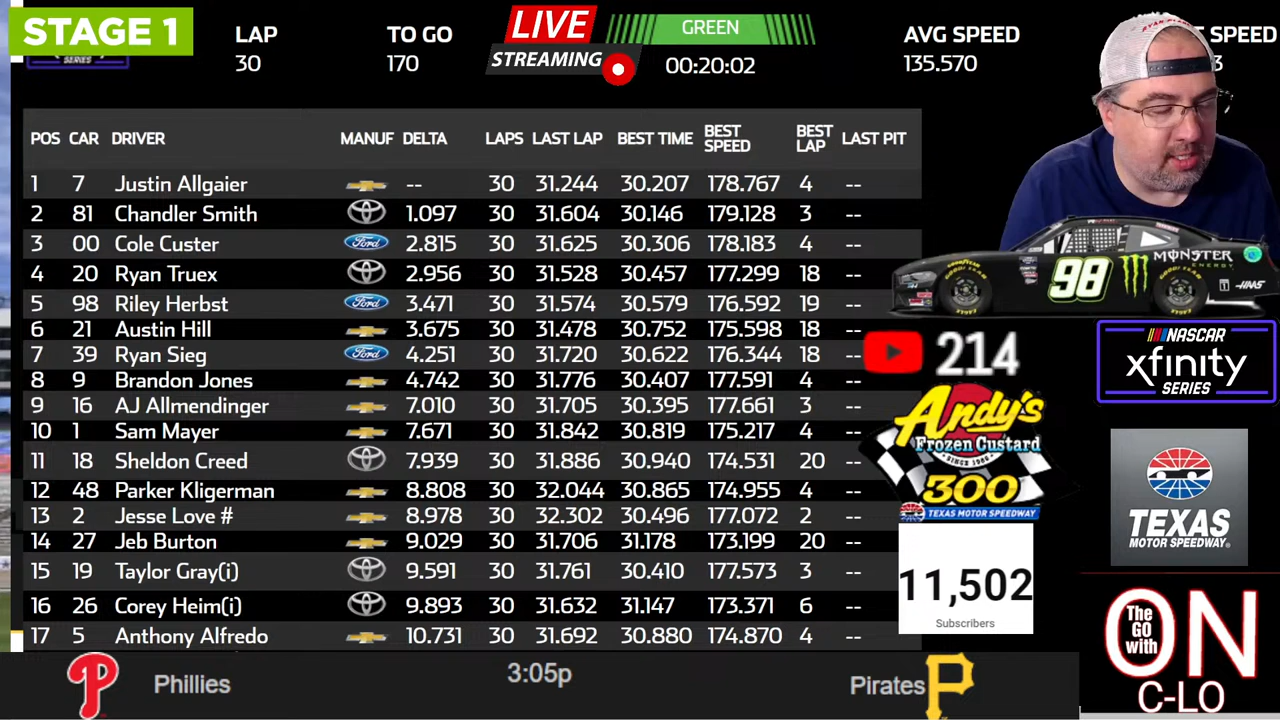 STAGE 1
LAP
30
TO GO
170
LIVE
STREAMING
GREEN
00:20:02
AVG SPEED
135.570
SPEED
3
SERIES
POS CAR DRIVER MANUF DELTA LAPS LAST LAP BEST TIME BEST SPEED BEST LAP LAST PIT
1 7 Justin Allgaier -- 30 31.244 30.207 178.767 4 --
2 81 Chandler Smith 1.097 30 31.604 30.146 179.128 3 --
3 00 Cole Custer Ford 2.815 30 31.625 30.306 178.183 4 --
4 20 Ryan Truex 2.956 30 31.528 30.457 177.299 18 --
5 98 Riley Herbst Ford 3.471 30 31.574 30.579 176.592 19 --
6 21 Austin Hill 3.675 30 31.478 30.752 175.598 18 --
7 39 Ryan Sieg Ford 4.251 30 31.720 30.622 176.344 18 --
8 9 Brandon Jones 4.742 30 31.776 30.407 177.591 4 --
9 16 AJ Allmendinger 7.010 30 31.705 30.395 177.661 3 --
10 1 Sam Mayer 7.671 30 31.842 30.819 175.217 4 --
11 18 Sheldon Creed 7.939 30 31.886 30.940 174.531 20 --
12 48 Parker Kligerman 8.808 30 32.044 30.865 174.955 4 --
13 2 Jesse Love # 8.978 30 32.302 30.496 177.072 2 --
14 27 Jeb Burton 9.029 30 31.706 31.178 173.199 20 --
15 19 Taylor Gray(i) 9.591 30 31.761 30.410 177.573 3 --
16 26 Corey Heim(i) 9.893 30 31.632 31.147 173.371 6 --
17 5 Anthony Alfredo 10.731 30 31.692 30.880 174.870 4 --
98
MONSTER
ENERGY
HAAS
GOODYEAR
EAGLE
NASCAR
xfinity
SERIES
214
Andy's
Frozen Custard
SINCE 1986
300
TEXAS MOTOR SPEEDWAY
TEXAS
MOTOR SPEEDWAY
11,502
Subscribers
The
GO
with
ON
C-LO
P Phillies
3:05p
Pirates P